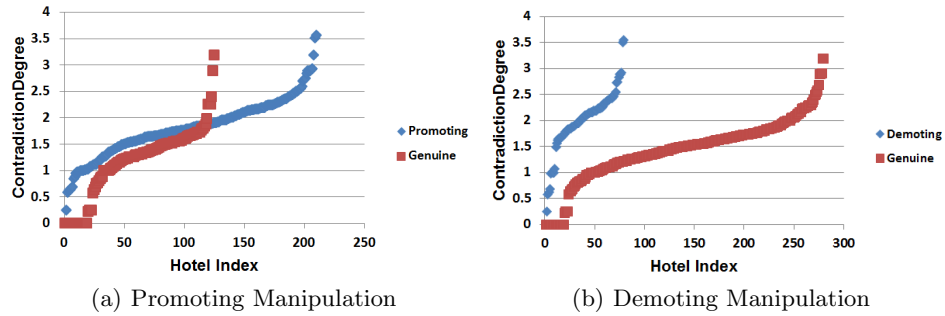 4
3.5
3
2.5
2
1.5
1
0.5
0
ContradictionDegree
0 50 100 150 200 250
Hotel Index
Promoting
Genuine
(a) Promoting Manipulation
4
3.5
3
2.5
2
1.5
1
0.5
0
ContradictionDegree
0 50 100 150 200 250 300
Hotel Index
Demoting
Genuine
(b) Demoting Manipulation